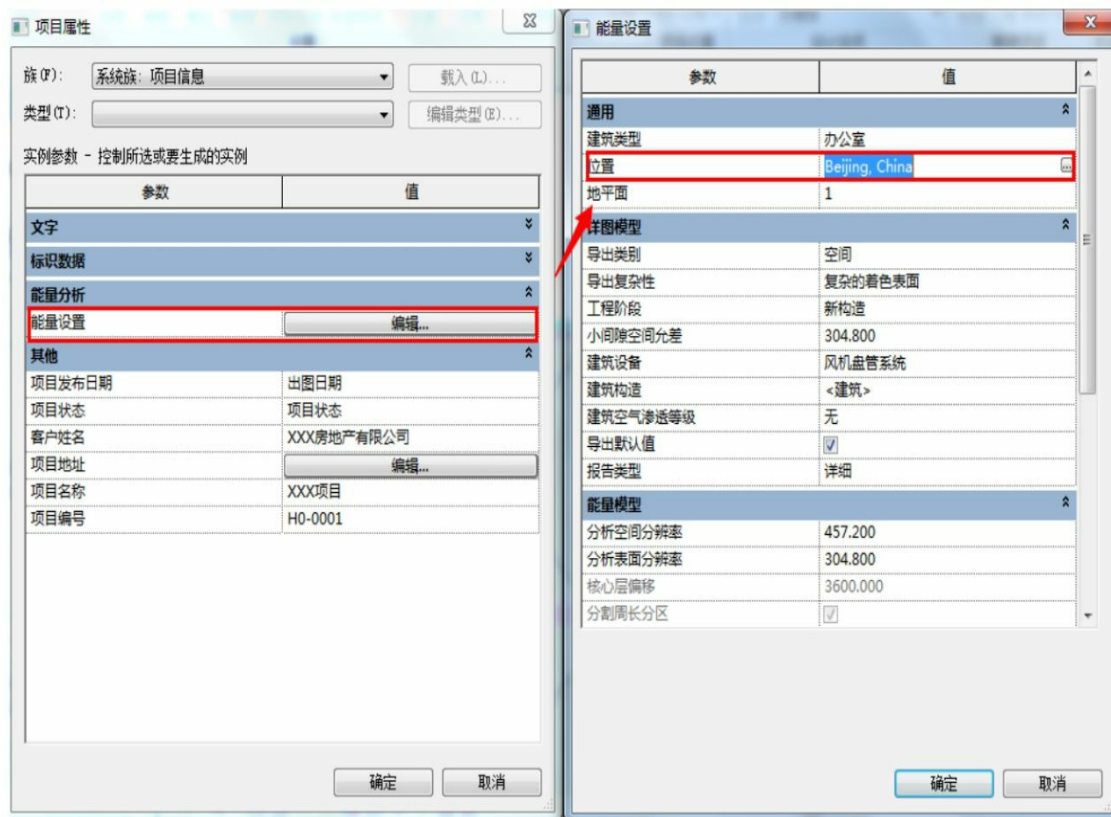 项目属性
族(F):
系统族: 项目信息
载入(L)...
类型(T):
编辑类型(E)...
实例参数 - 控制所选或要生成的实例
参数 值
文字
标识数据
能量分析
能量设置 编辑...
其他
项目发布日期 出图日期
项目状态 项目状态
客户姓名 XXX房地产有限公司
项目地址 编辑...
项目名称 XXX项目
项目编号 H0-0001
确定 取消
能量设置
参数 值
通用
建筑类型 办公室
位置 Beijing, China
地平面 1
详图模型
导出类别 空间
导出复杂性 复杂的着色表面
工程阶段 新构造
小间隙空间允差 304.800
建筑设备 风机盘管系统
建筑构造 <建筑>
建筑空气渗透等级 无
导出默认值
报告类型 详细
能量模型
分析空间分辨率 457.200
分析表面分辨率 304.800
核心层偏移 3600.000
分割周长分区
确定 取消